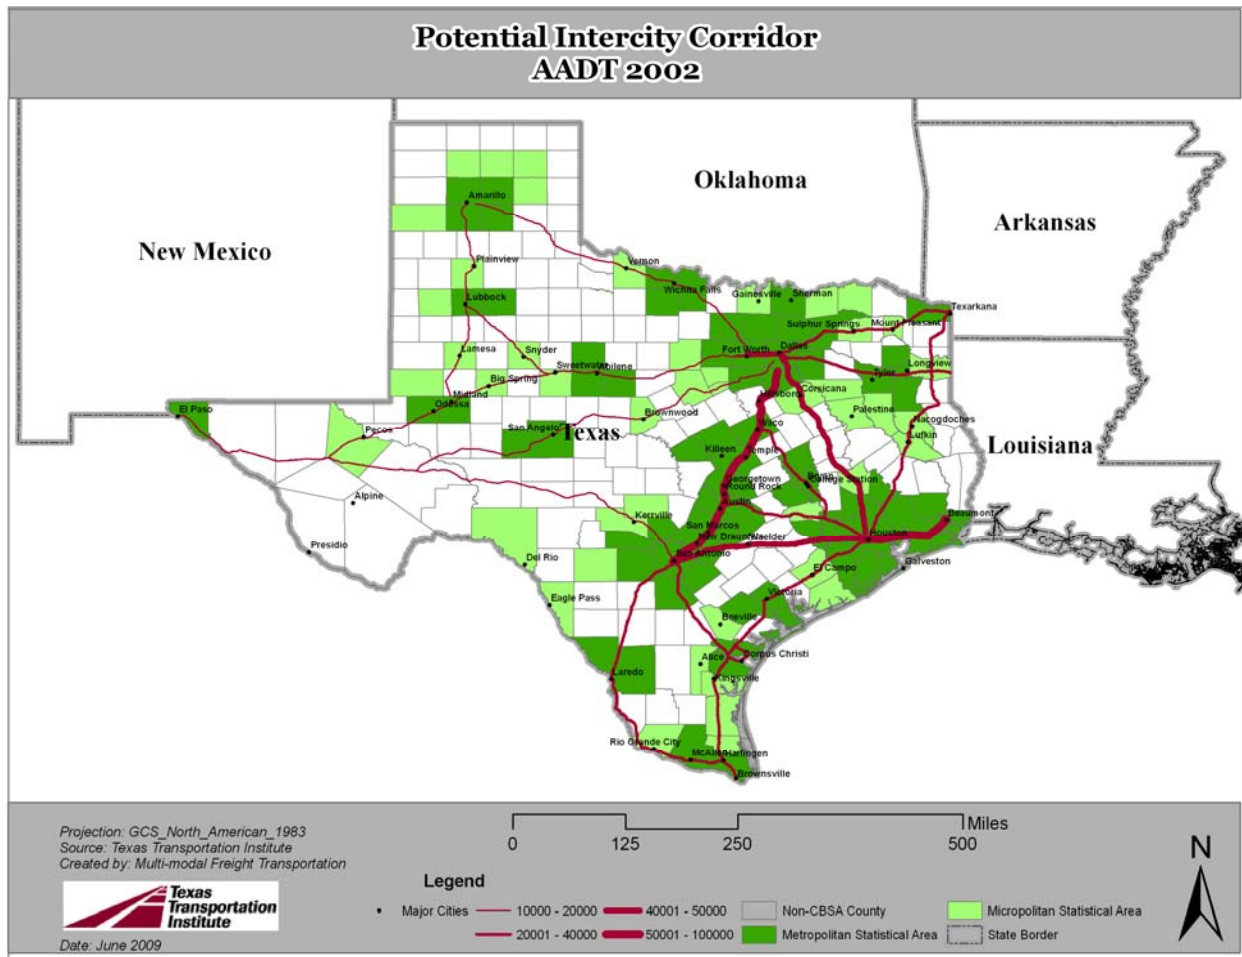 Potential Intercity Corridor
AADT 2002
Oklahoma
Arkansas
New Mexico
Amarillo
Plainview
Vernon
Wichita Falls
Gainesville
Sherman
Texarkana
Lubbock
Sulphur Springs
Mount Pleasant
Lamesa
Snyder
Fort Worth
Dallas
Sweetwater
Abilene
Big Spring
Tyler
Longview
Midland
Odessa
Hillsboro
Corsicana
El Paso
Brownwood
Palestine
Nacogdoches
Pecos
San Angelo
Texas
Waco
Lufkin
Louisiana
Killeen
Temple
Bryan
College Station
Georgetown
Round Rock
Alpine
Austin
Kerrville
San Marcos
Beaumont
New Braunfels
Waelder
Houston
Presidio
Del Rio
San Antonio
El Campo
Galveston
Eagle Pass
Victoria
Beeville
Alice
Corpus Christi
Laredo
Kingsville
Rio Grande City
McAllen
Harlingen
Brownsville
Projection: GCS_North_American_1983
Source: Texas Transportation Institute
Created by: Multi-modal Freight Transportation
Miles
0 125 250 500
N
Legend
Texas
Transportation
Institute
Major Cities 10000 - 20000 40001 - 50000 Non-CBSA County Micropolitan Statistical Area
20001 - 40000 50001 - 100000 Metropolitan Statistical Area State Border
Date: June 2009